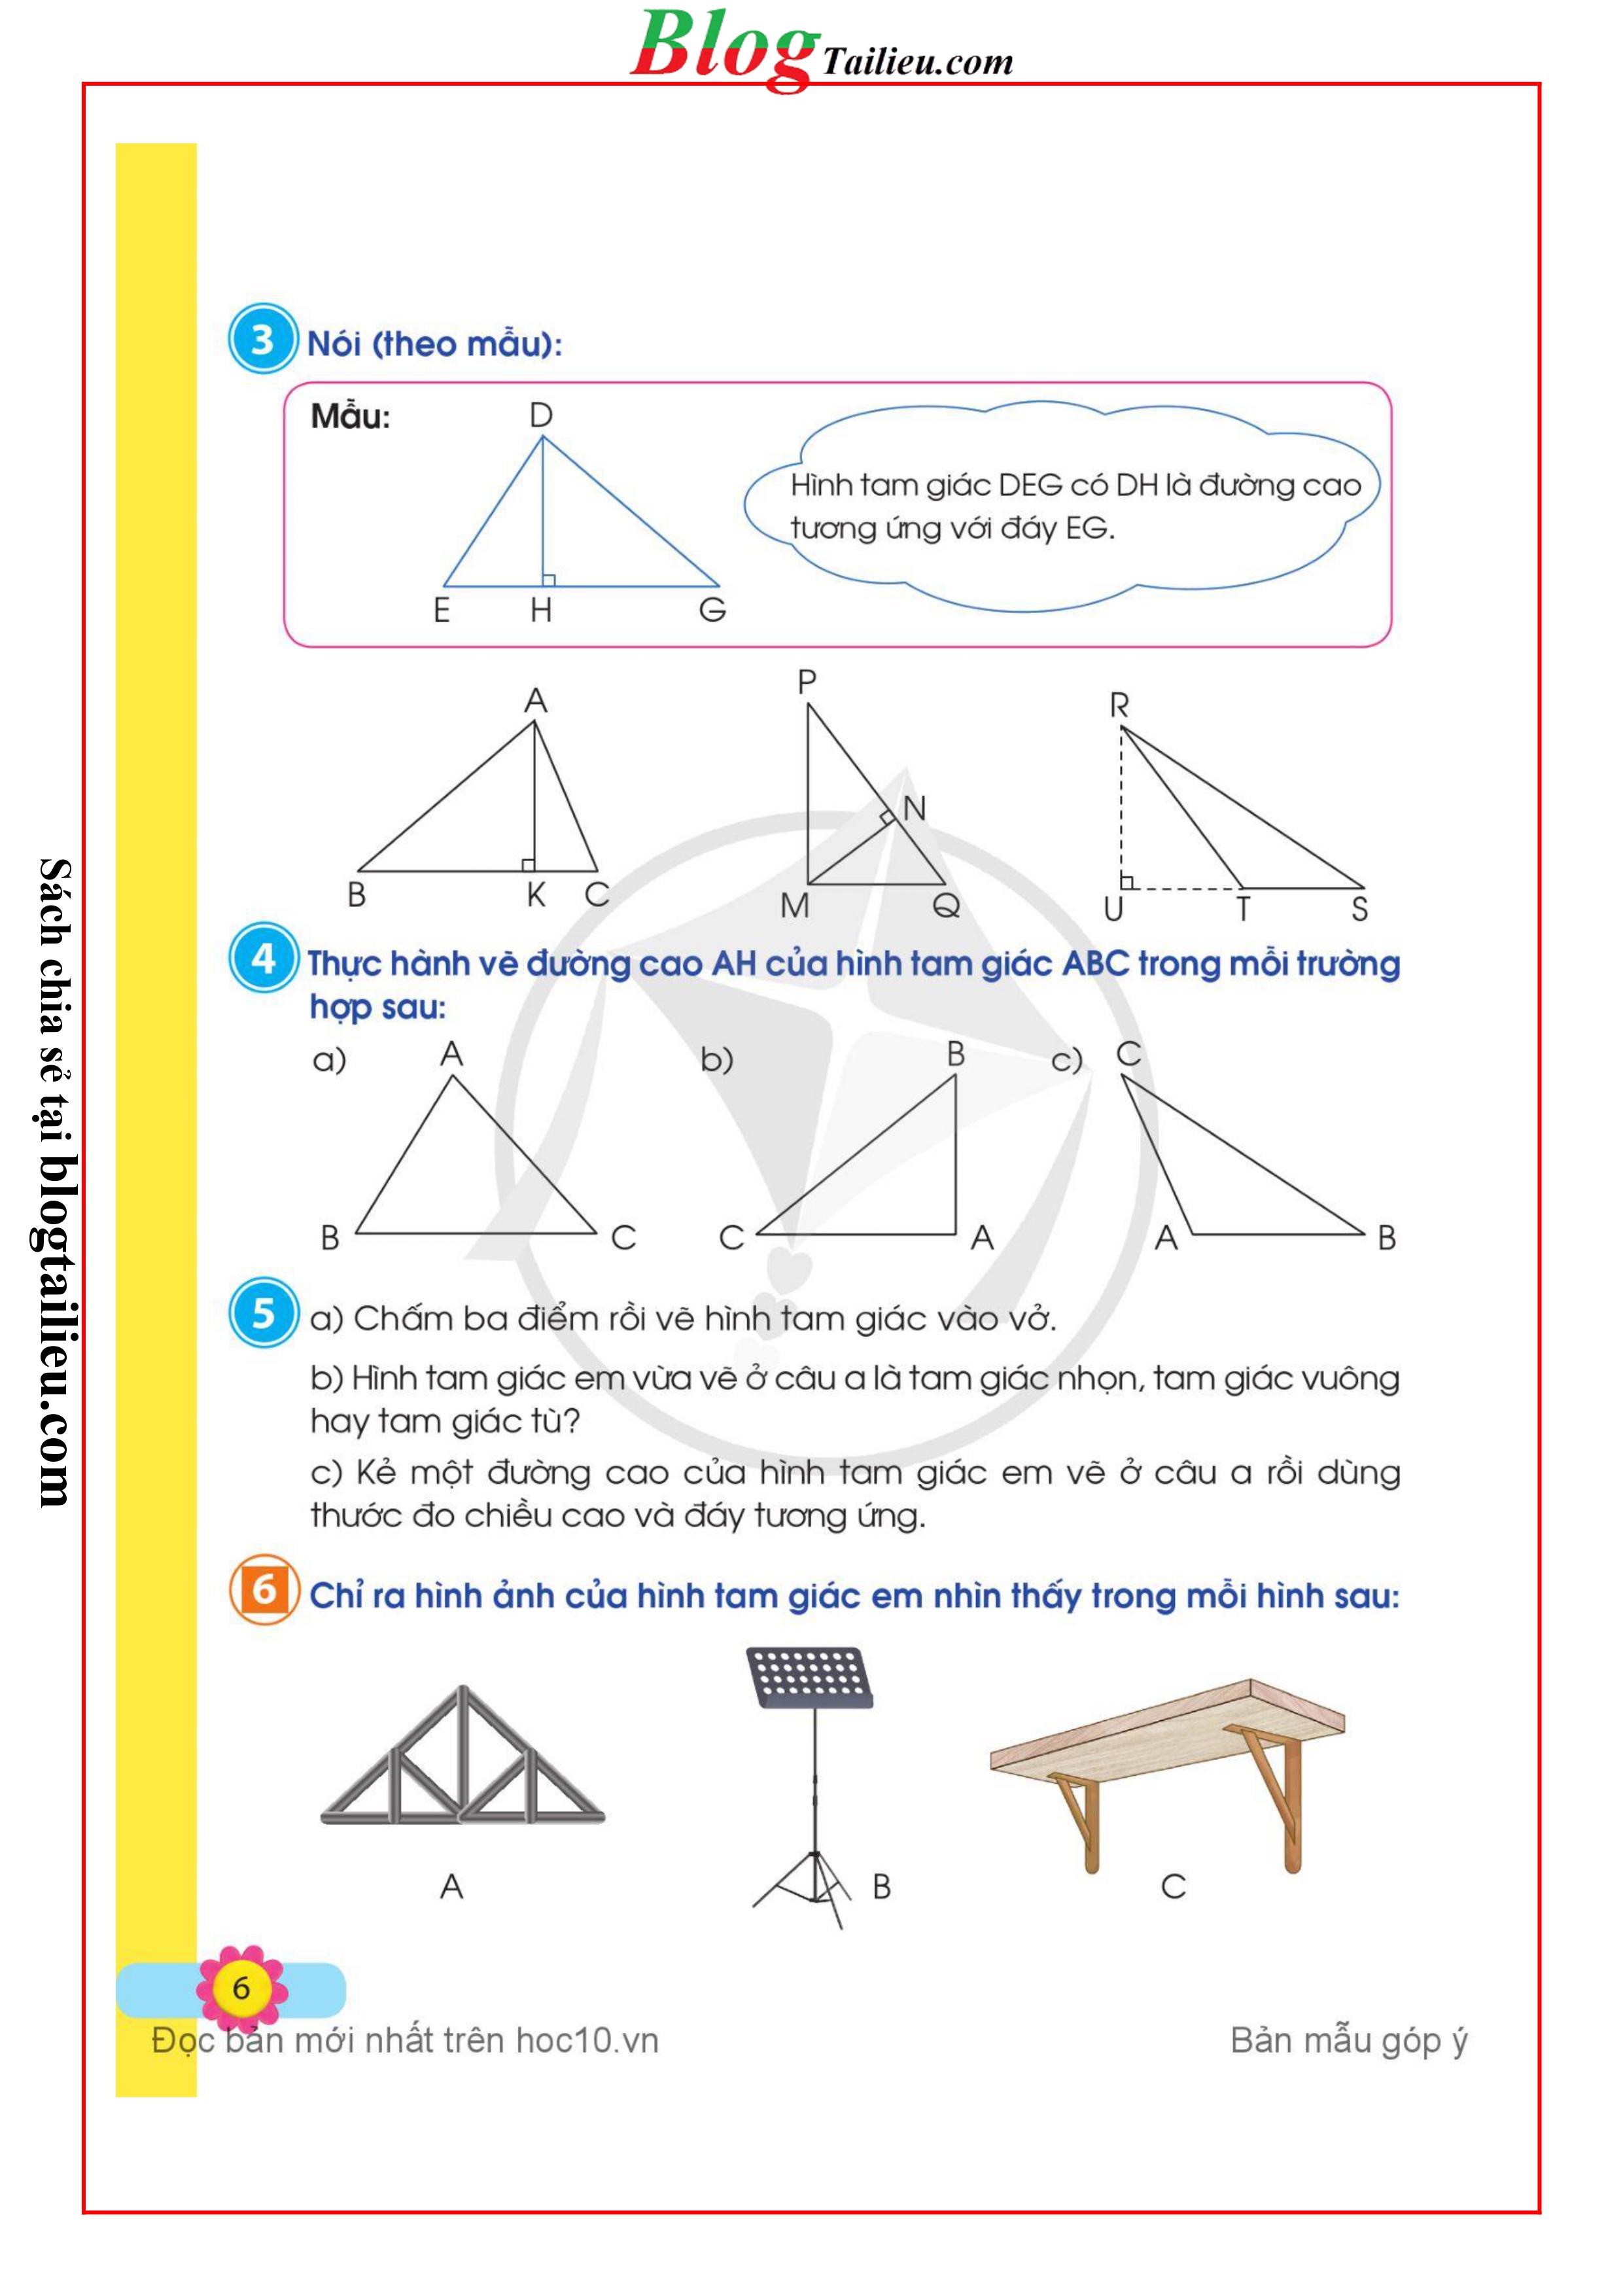 Blog Tailieu.com
Sách chia sẻ tại blogtailieu.com
3 Nói (theo mẫu):
Mẫu:
D
Hình tam giác DEG có DH là đường cao
tương ứng với đáy EG.
E H G
A
B K C
P
N
M Q
R
U T S
4 Thực hành vẽ đường cao AH của hình tam giác ABC trong mỗi trường
hợp sau:
a) A
B C
b) B
C A
c) C
A B
5 a) Chấm ba điểm rồi vẽ hình tam giác vào vở.
b) Hình tam giác em vừa vẽ ở câu a là tam giác nhọn, tam giác vuông
hay tam giác tù?
c) Kẻ một đường cao của hình tam giác em vẽ ở câu a rồi dùng
thước đo chiều cao và đáy tương ứng.
6 Chỉ ra hình ảnh của hình tam giác em nhìn thấy trong mỗi hình sau:
A B C
6
Đọc bản mới nhất trên hoc10.vn Bản mẫu góp ý